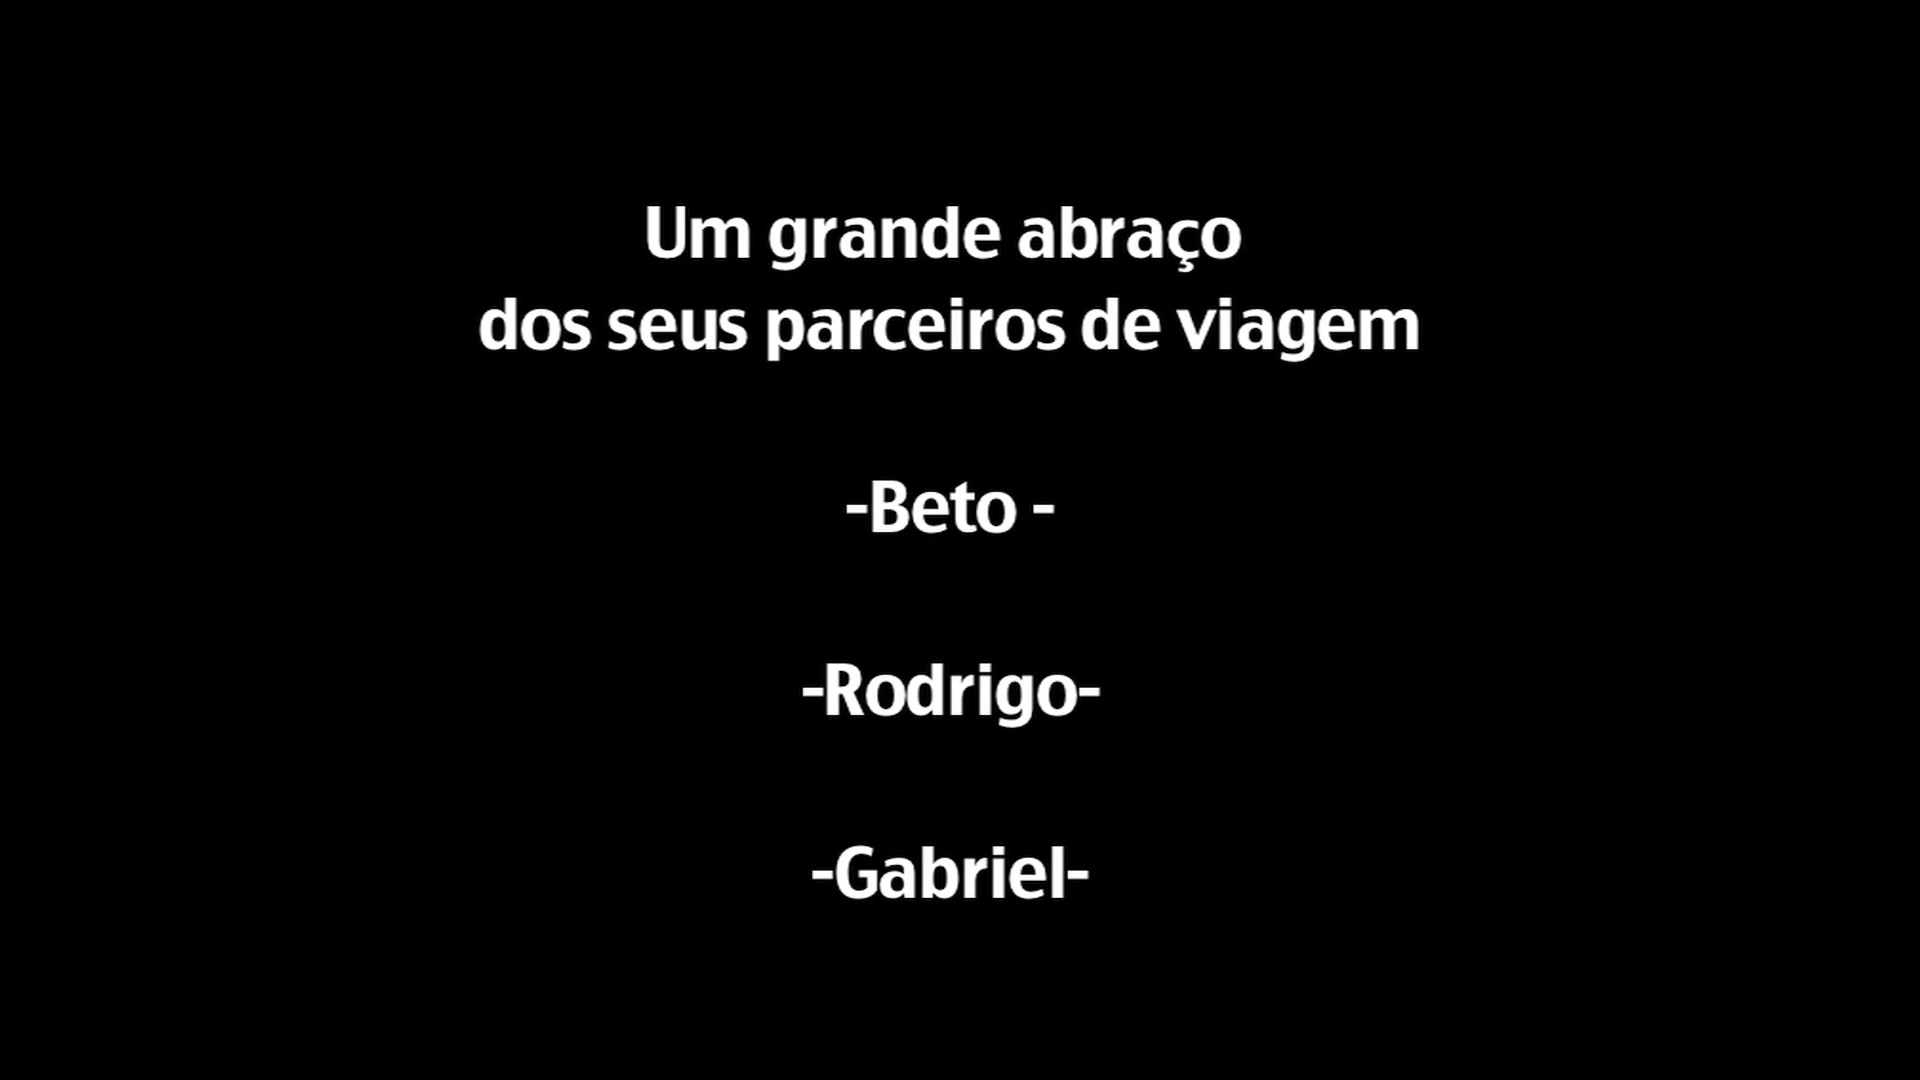 Um grande abraço
dos seus parceiros de viagem
-Beto -
-Rodrigo-
-Gabriel-